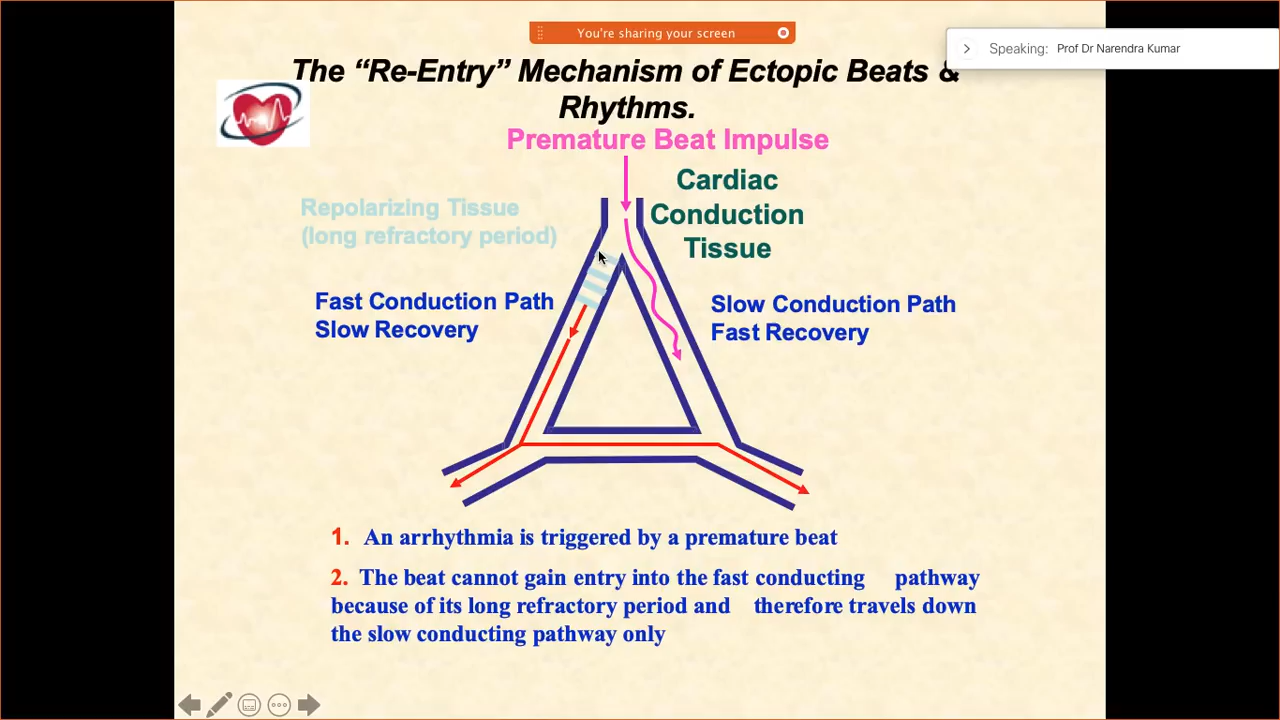 You're sharing your screen
Speaking: Prof Dr Narendra Kumar
The “Re-Entry” Mechanism of Ectopic Beats &
Rhythms.
Premature Beat Impulse
Cardiac
Conduction
Tissue
Repolarizing Tissue
(long refractory period)
Fast Conduction Path
Slow Recovery
Slow Conduction Path
Fast Recovery
1. An arrhythmia is triggered by a premature beat
2. The beat cannot gain entry into the fast conducting pathway
because of its long refractory period and therefore travels down
the slow conducting pathway only